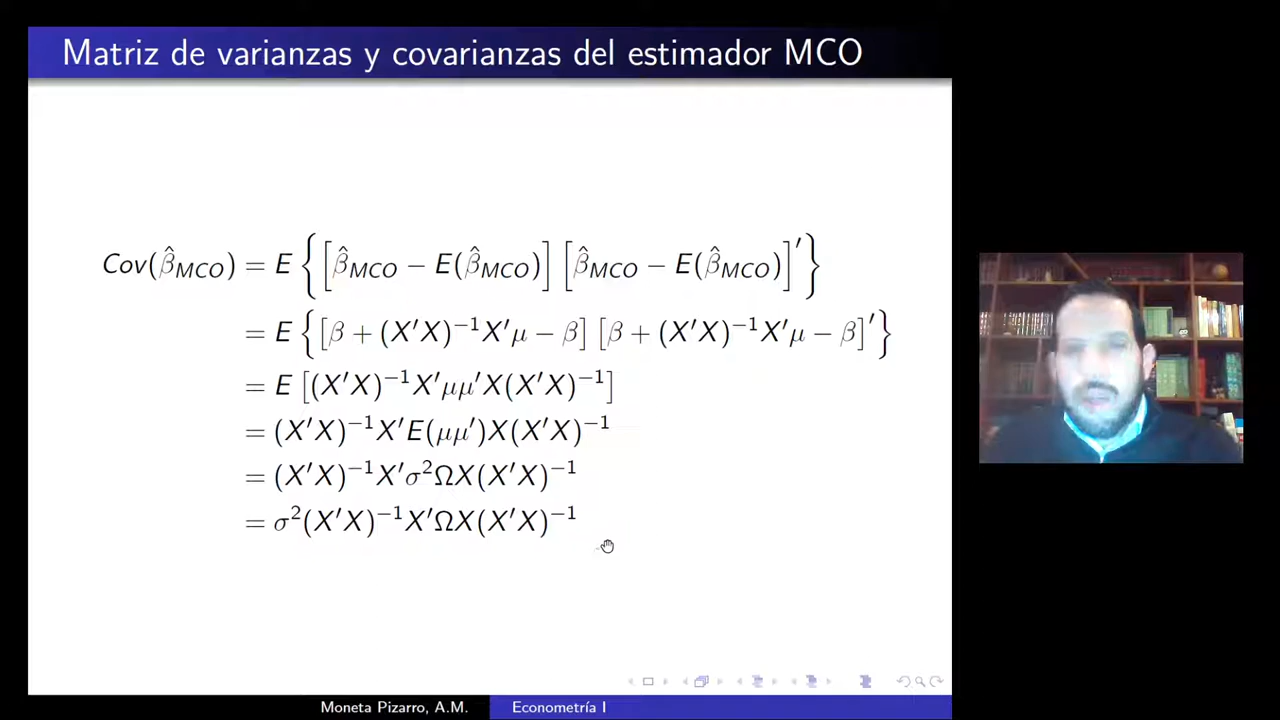 Matriz de varianzas y covarianzas del estimador MCO
Cov(β̂_MCO) = E {[β̂_MCO − E(β̂_MCO)] [β̂_MCO − E(β̂_MCO)]′}
= E {[β + (X′X)⁻¹X′μ − β] [β + (X′X)⁻¹X′μ − β]′}
= E [(X′X)⁻¹X′μμ′X(X′X)⁻¹]
= (X′X)⁻¹X′E(μμ′)X(X′X)⁻¹
= (X′X)⁻¹X′σ²ΩX(X′X)⁻¹
= σ²(X′X)⁻¹X′ΩX(X′X)⁻¹
Moneta Pizarro, A.M. Econometría I